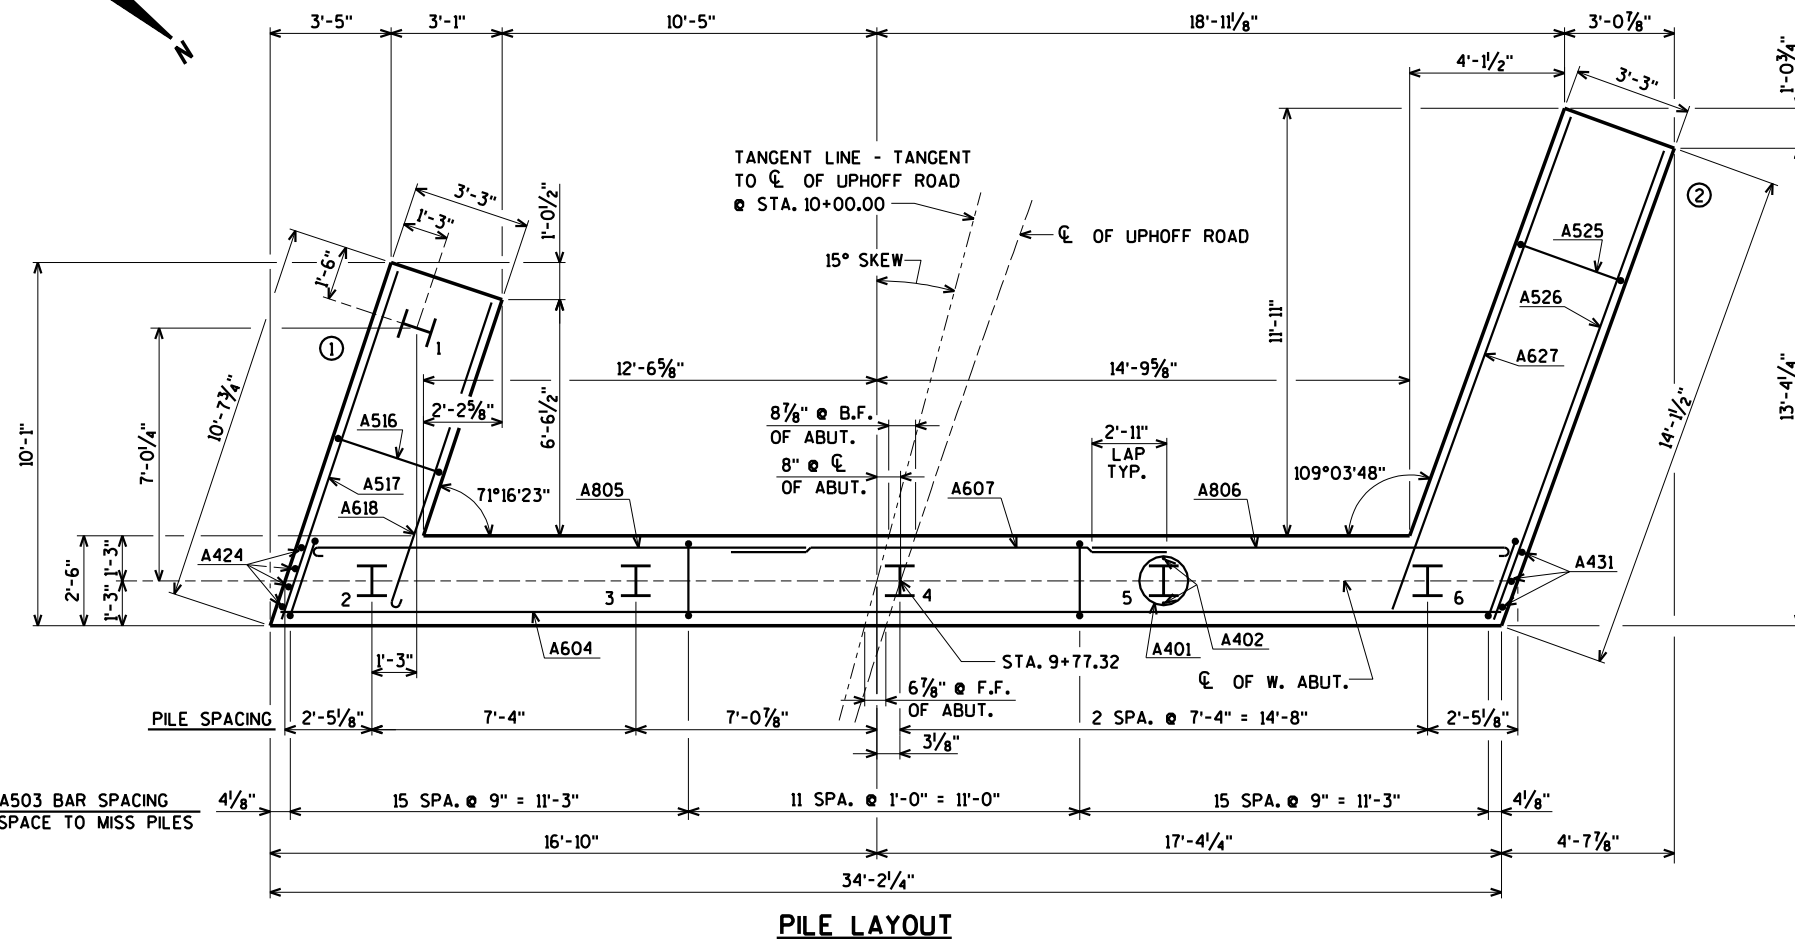 N
3'-5"
3'-1"
10'-5"
18'-11 1/8"
3'-0 7/8"
4'-1 1/2"
3'-3"
1'-0 3/4"
TANGENT LINE - TANGENT
TO ℄ OF UPHOFF ROAD
@ STA. 10+00.00
℄ OF UPHOFF ROAD
15° SKEW
3'-3"
1'-3"
1'-0 1/2"
1'-6"
②
A525
A526
A627
11'-11"
①
1
10'-7 3/4"
10'-1"
7'-0 1/4"
12'-6 5/8"
14'-9 5/8"
2'-2 5/8"
6'-6 1/2"
8 7/8" @ B.F.
OF ABUT.
8" @ ℄
OF ABUT.
2'-11"
LAP
TYP.
109°03'48"
14'-1 1/2"
13'-4 1/4"
A516
A517
A618
71°16'23"
A805
A607
A806
A424
A431
2'-6"
1'-3"
1'-3"
2
3
4
5
6
1'-3"
A604
A401
A402
STA. 9+77.32
℄ OF W. ABUT.
6 7/8" @ F.F.
OF ABUT.
PILE SPACING
2'-5 1/8"
7'-4"
7'-0 7/8"
2 SPA. @ 7'-4" = 14'-8"
2'-5 1/8"
3 1/8"
A503 BAR SPACING
SPACE TO MISS PILES
4 1/8"
15 SPA. @ 9" = 11'-3"
11 SPA. @ 1'-0" = 11'-0"
15 SPA. @ 9" = 11'-3"
4 1/8"
16'-10"
17'-4 1/4"
4'-7 7/8"
34'-2 1/4"
PILE LAYOUT